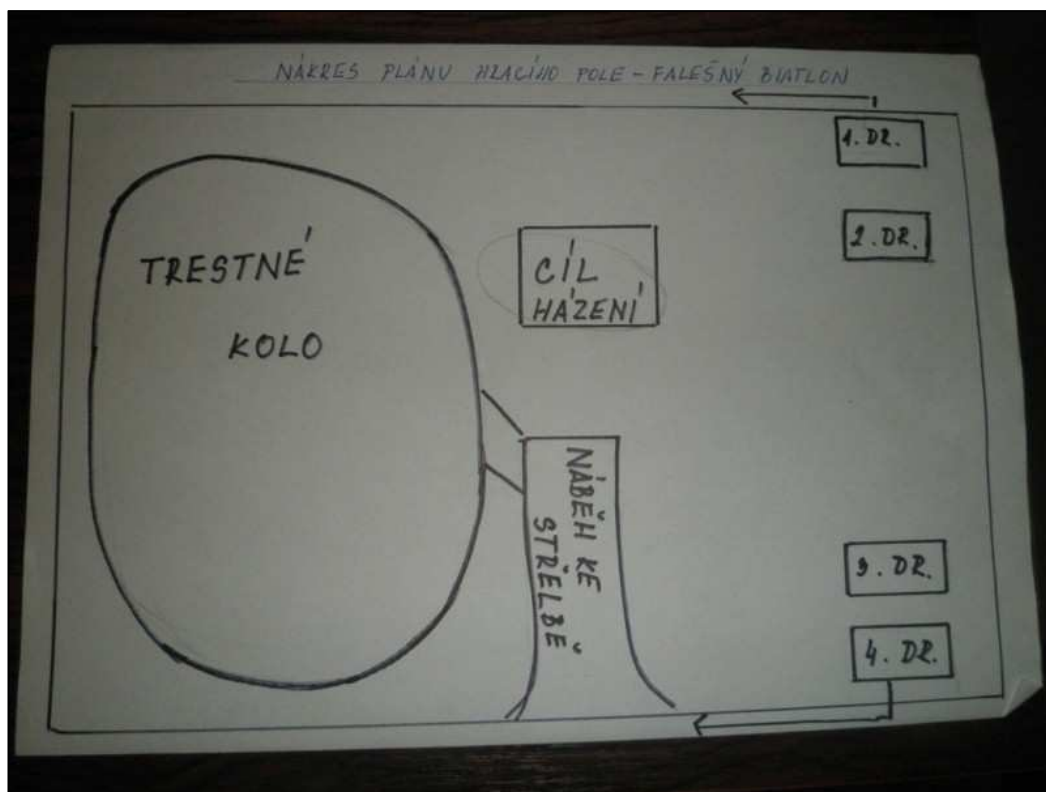 NÁKRES PLÁNU HRACÍHO POLE - FALEŠNÝ BIATLON
1. DR.
2. DR.
TRESTNÉ
KOLO
CÍL
HÁZENÍ
NÁBĚH KE
STŘELBĚ
3. DR.
4. DR.